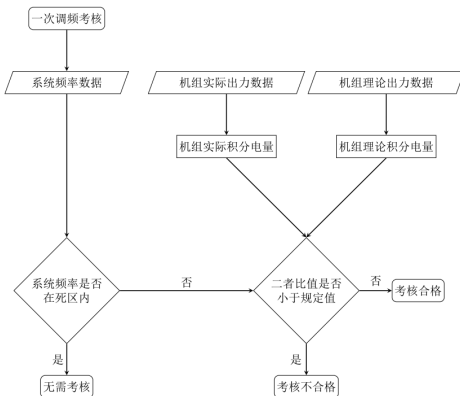 一次调频考核
系统频率数据
机组实际出力数据
机组理论出力数据
机组实际积分电量
机组理论积分电量
系统频率是否
在死区内
否
二者比值是否
小于规定值
否
考核合格
是
是
无需考核
考核不合格